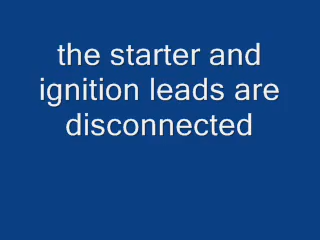 the starter and
ignition leads are
disconnected